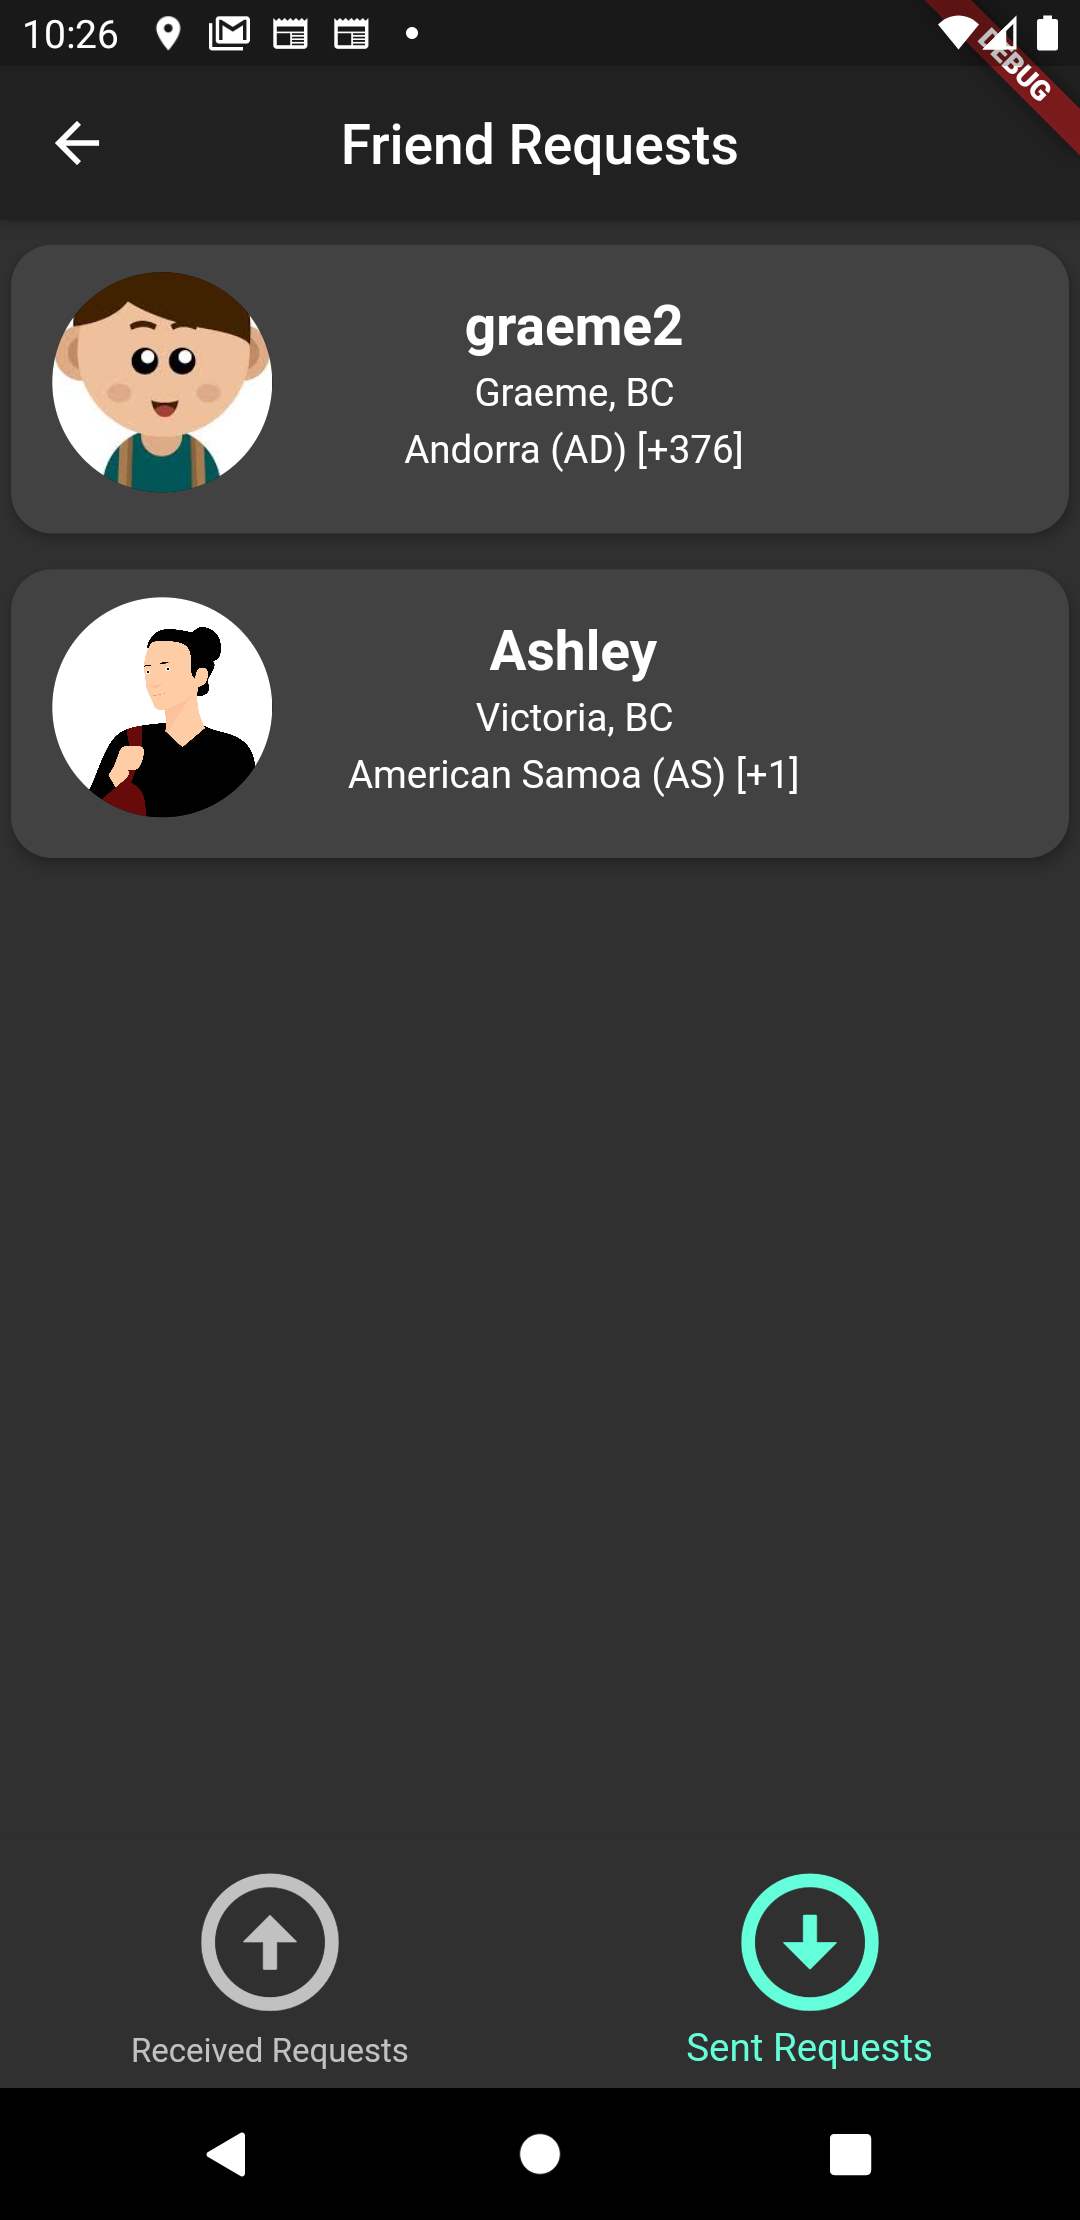 10:26
DEBUG
Friend Requests
graeme2
Graeme, BC
Andorra (AD) [+376]
Ashley
Victoria, BC
American Samoa (AS) [+1]
Received Requests
Sent Requests